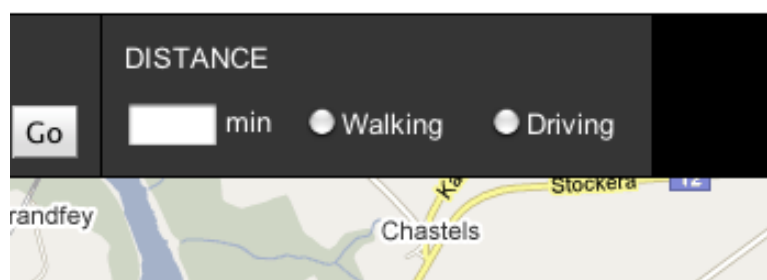 DISTANCE
Go
min Walking Driving
Stockera 12
randfey
Chastels